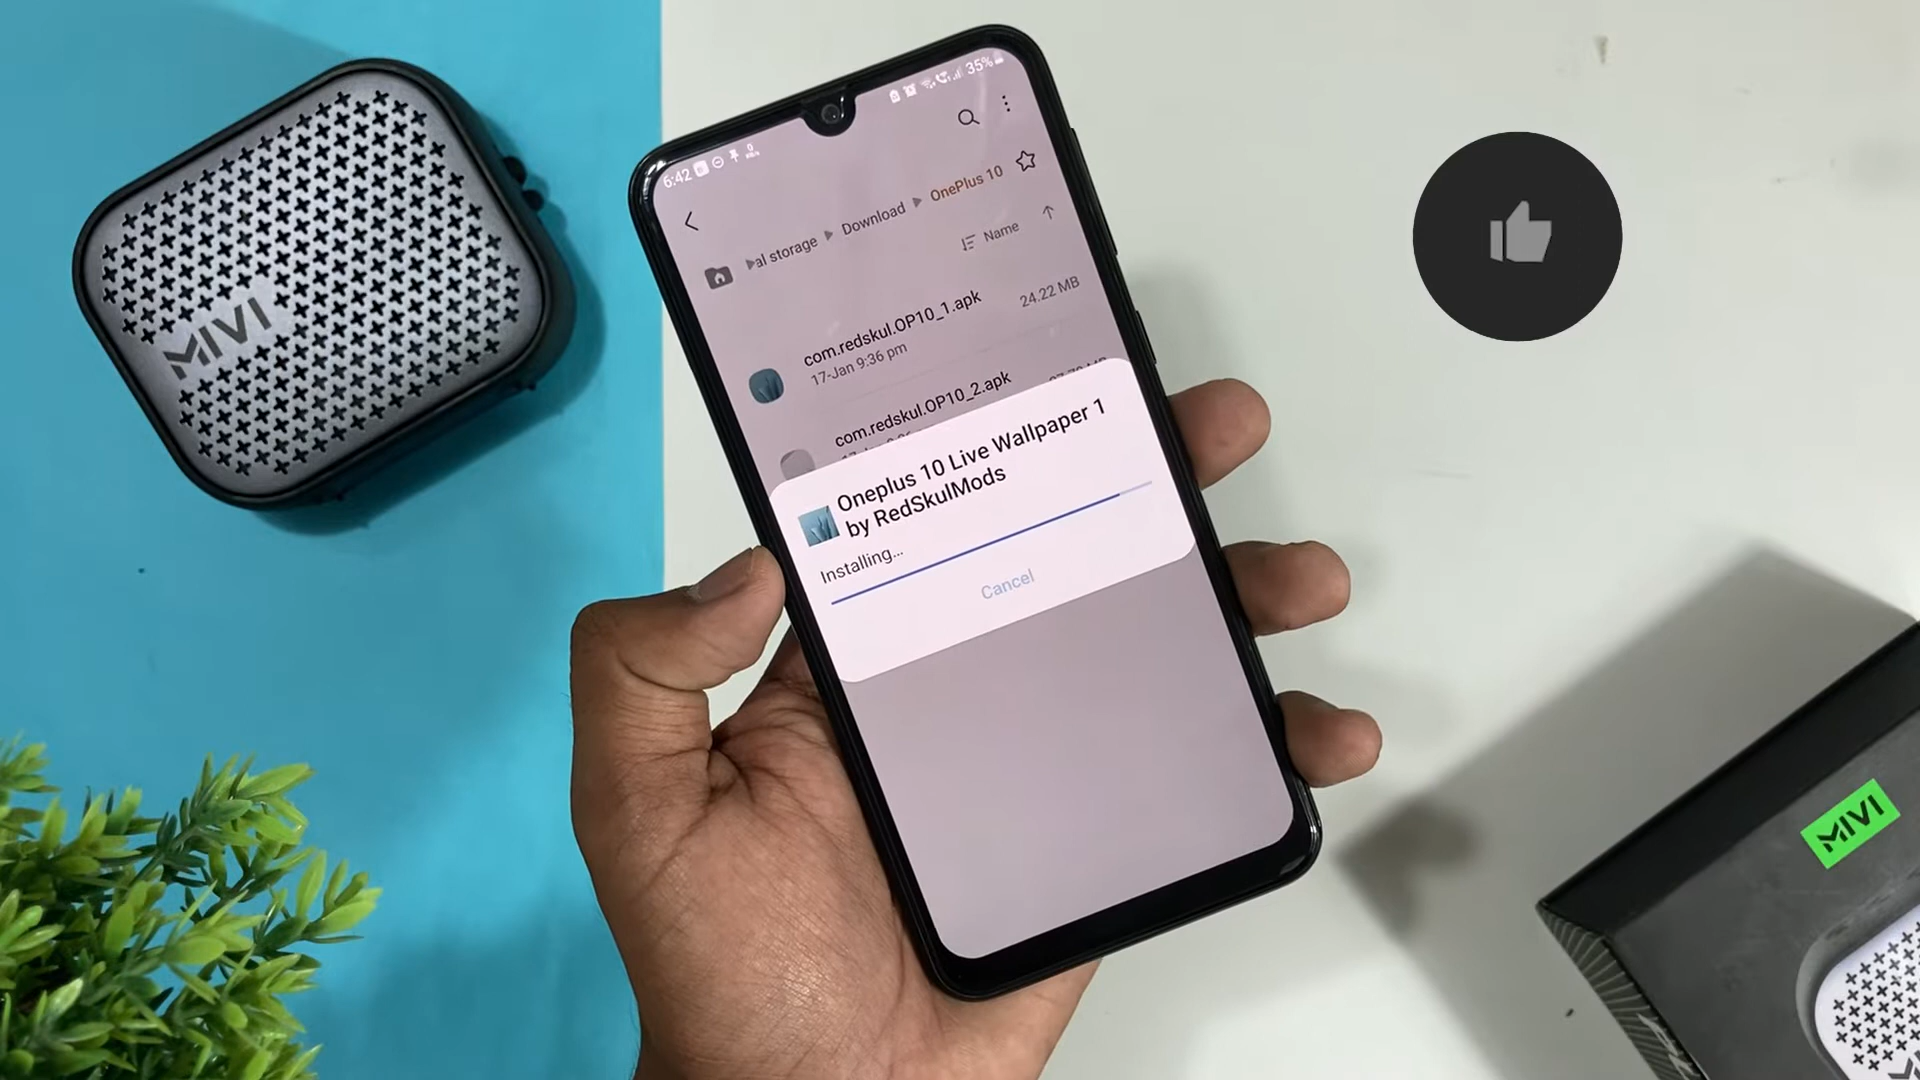 MIVI
6:42
35%
al storage ▶ Download ▶ OnePlus 10
Name
com.redskul.OP10_1.apk
17-Jan 9:36 pm
24.22 MB
com.redskul.OP10_2.apk
Oneplus 10 Live Wallpaper 1
by RedSkulMods
Installing...
Cancel
MIVI